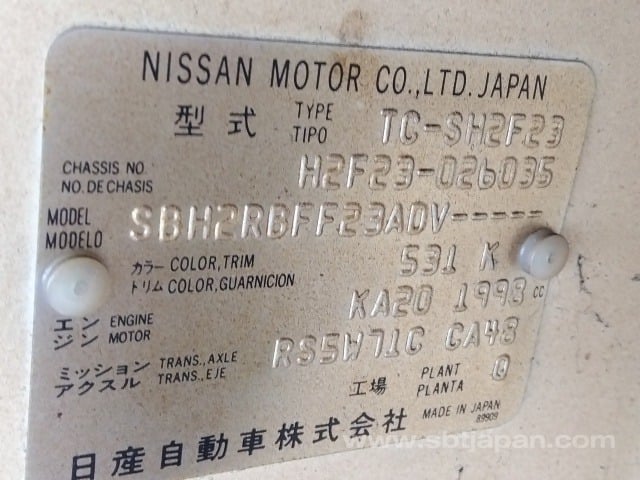 NISSAN MOTOR CO.,LTD. JAPAN
型式 TYPE TIPO TC-SH2F23
CHASSIS NO. NO. DE CHASIS H2F23-026035
MODEL MODELO SBH2RBFF23ADV-----
カラー COLOR,TRIM トリム COLOR,GUARNICION 531 K
エンジン ENGINE MOTOR KA20 1998 cc
ミッション TRANS.,AXLE アクスル TRANS.,EJE RS5W71C CA48
工場 PLANT PLANTA 0
日産自動車株式会社 MADE IN JAPAN 89909
www.sbtjapan.com